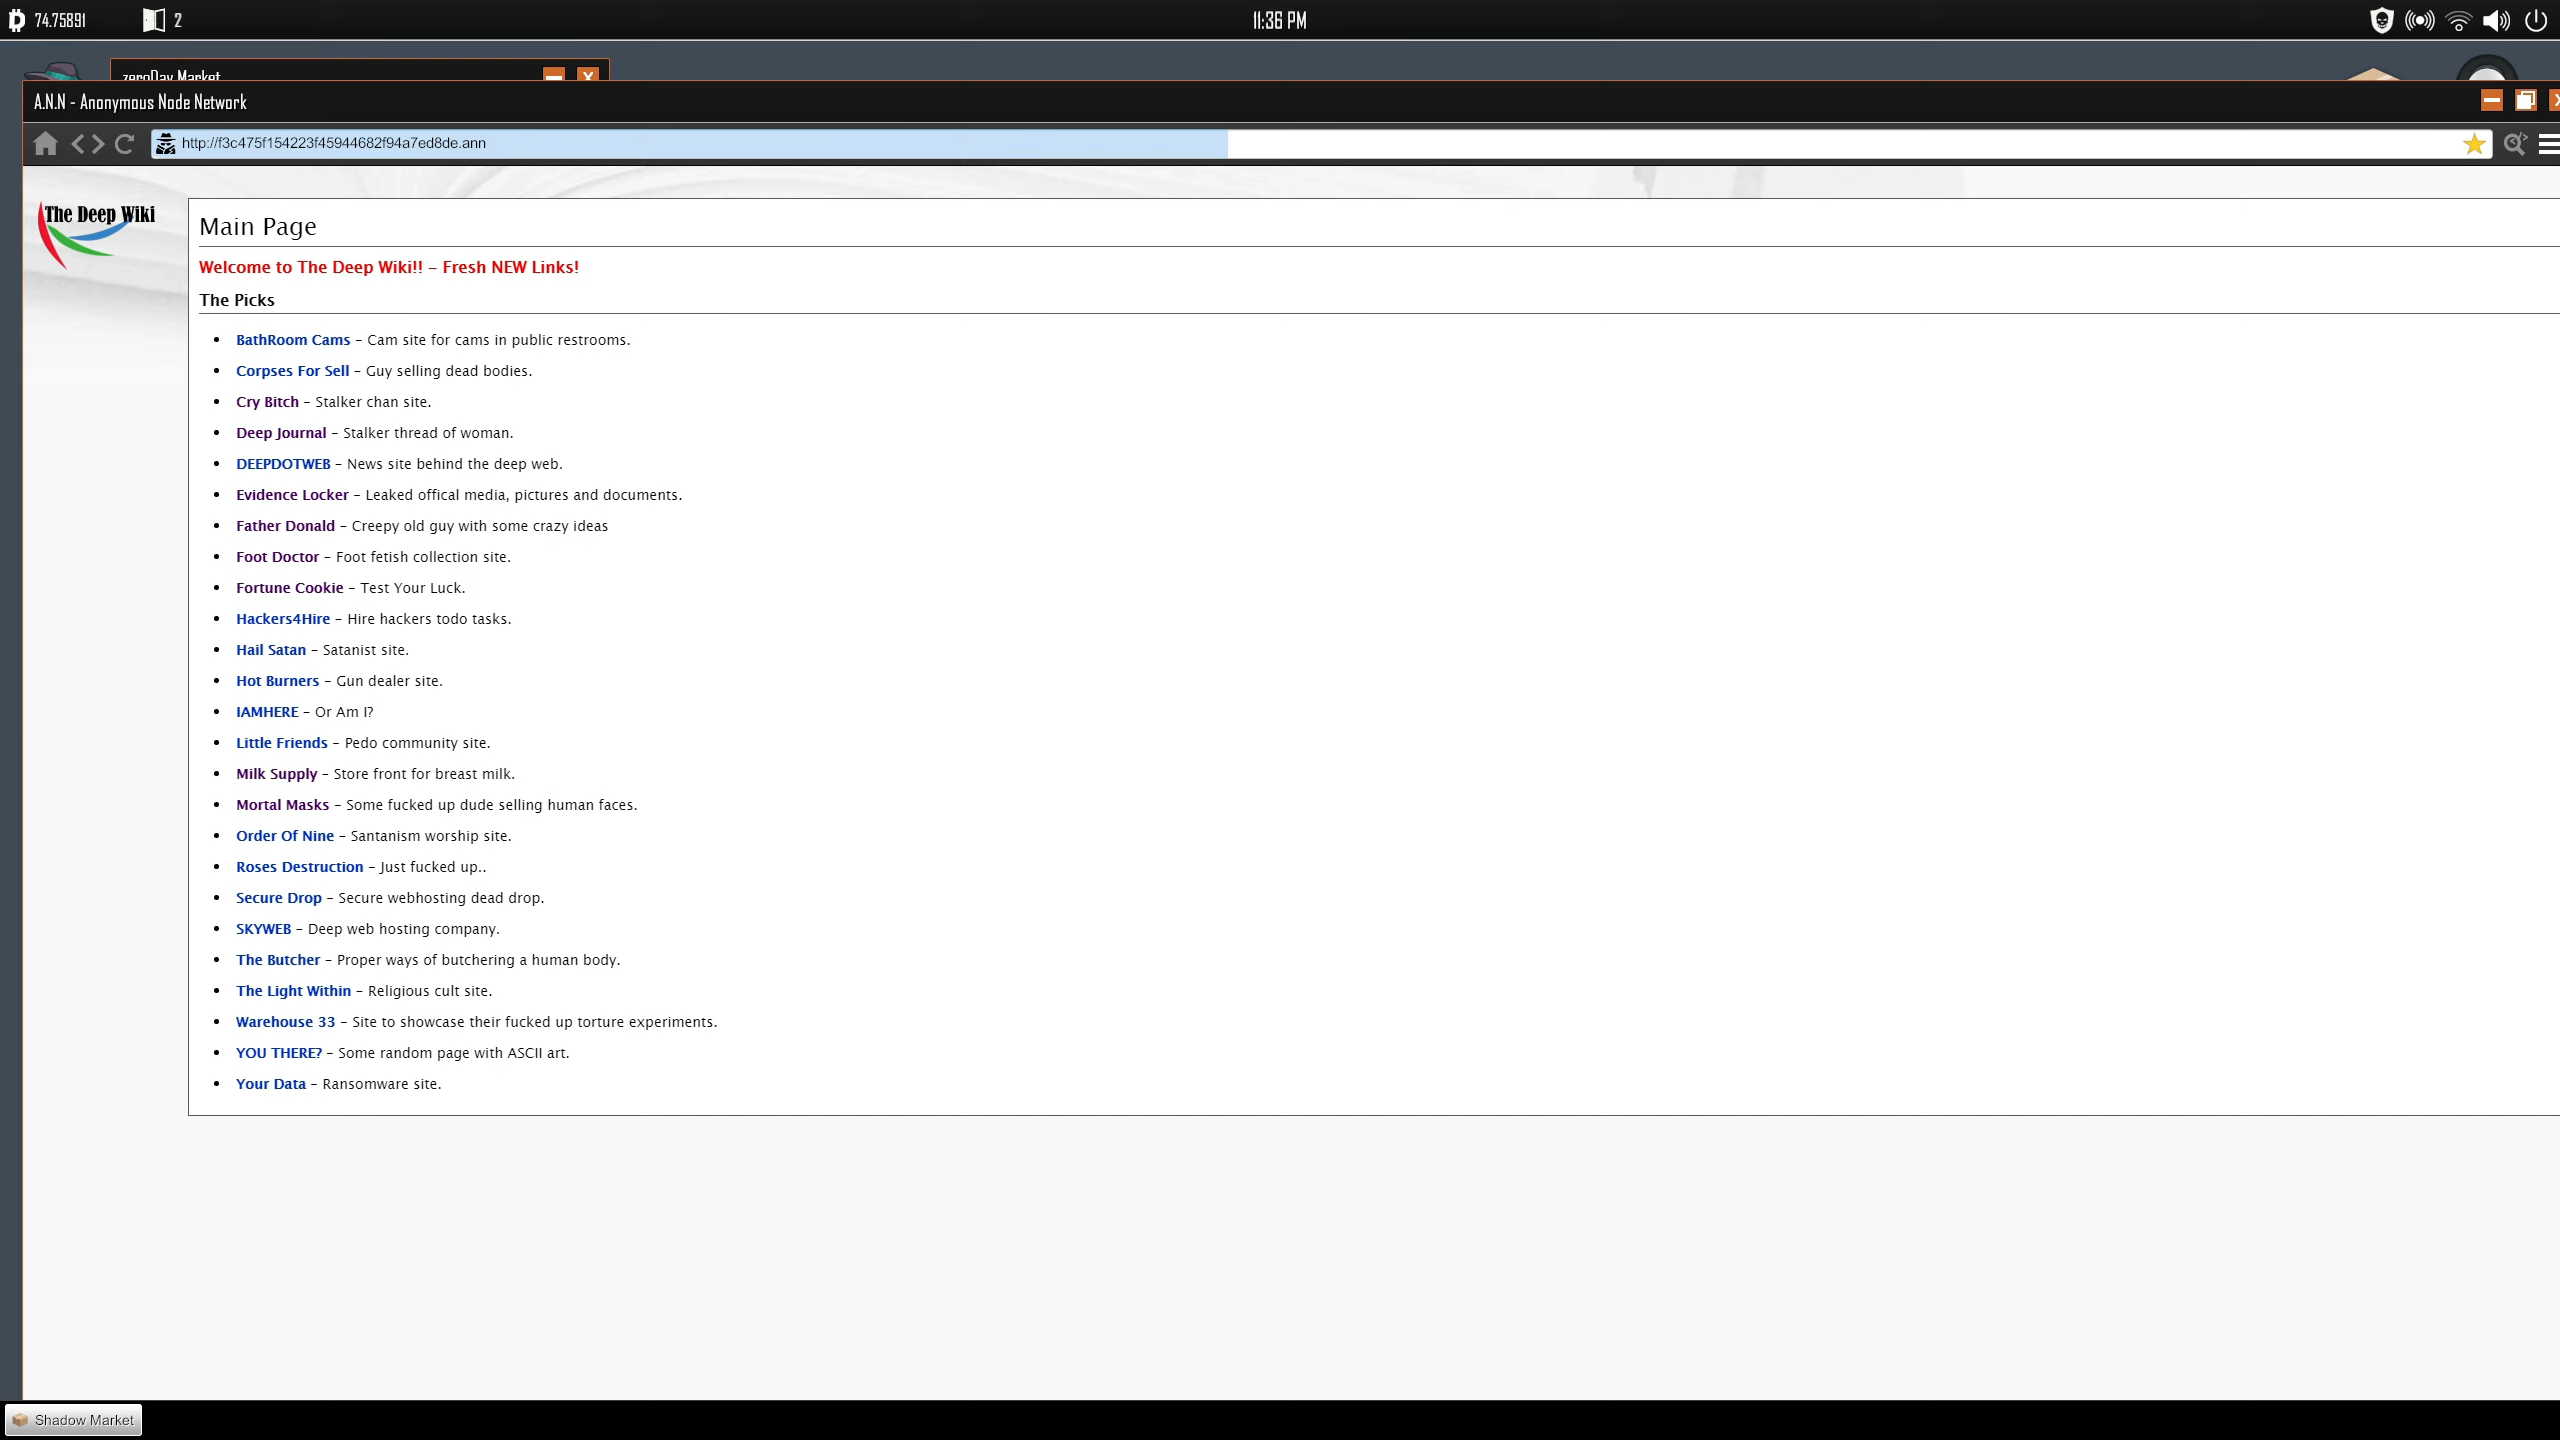 74.75891
2
11:36 PM
zeroDay Market
A.N.N - Anonymous Node Network
http://f3c475f154223f45944682f94a7ed8de.ann
The Deep Wiki
Main Page
Welcome to The Deep Wiki!! – Fresh NEW Links!
The Picks
BathRoom Cams – Cam site for cams in public restrooms.
Corpses For Sell – Guy selling dead bodies.
Cry Bitch – Stalker chan site.
Deep Journal – Stalker thread of woman.
DEEPDOTWEB – News site behind the deep web.
Evidence Locker – Leaked offical media, pictures and documents.
Father Donald – Creepy old guy with some crazy ideas
Foot Doctor – Foot fetish collection site.
Fortune Cookie – Test Your Luck.
Hackers4Hire – Hire hackers todo tasks.
Hail Satan – Satanist site.
Hot Burners – Gun dealer site.
IAMHERE – Or Am I?
Little Friends – Pedo community site.
Milk Supply – Store front for breast milk.
Mortal Masks – Some fucked up dude selling human faces.
Order Of Nine – Santanism worship site.
Roses Destruction – Just fucked up..
Secure Drop – Secure webhosting dead drop.
SKYWEB – Deep web hosting company.
The Butcher – Proper ways of butchering a human body.
The Light Within – Religious cult site.
Warehouse 33 – Site to showcase their fucked up torture experiments.
YOU THERE? – Some random page with ASCII art.
Your Data – Ransomware site.
Shadow Market